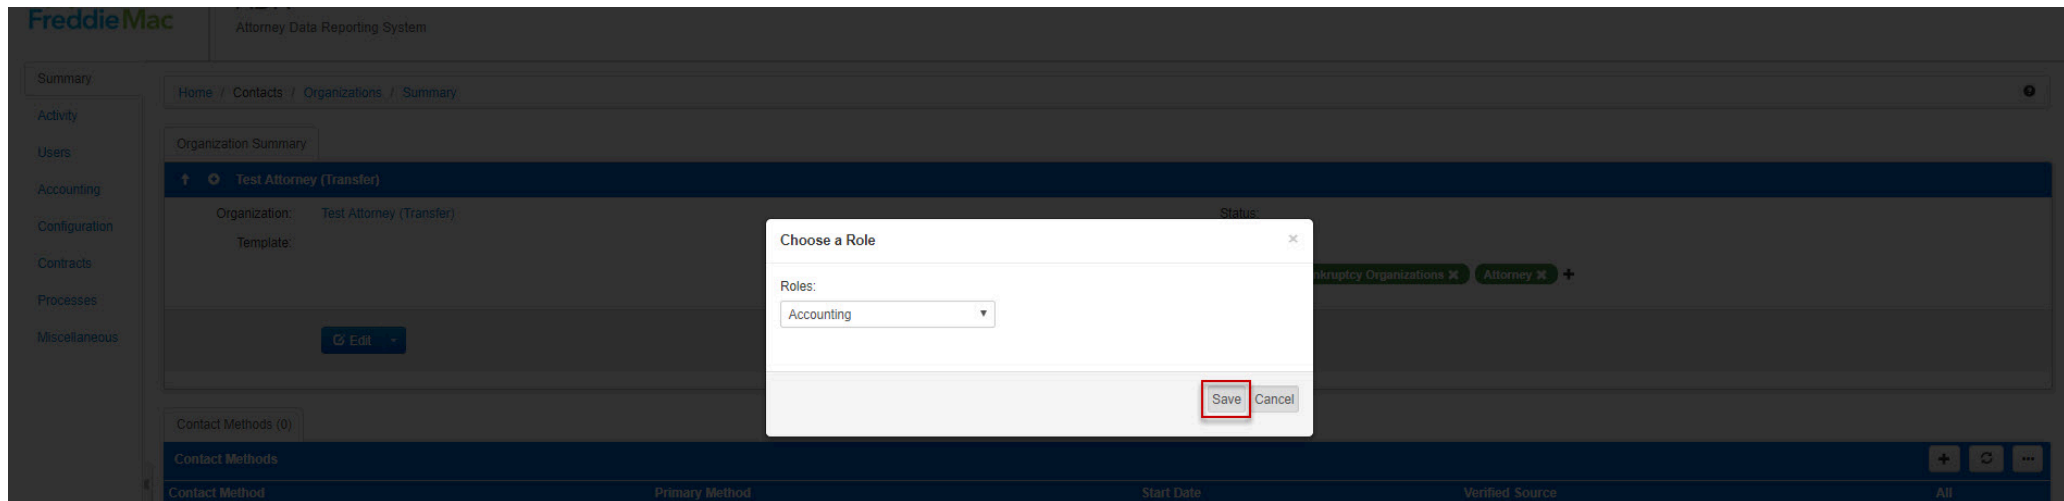 FreddieMac
Attorney Data Reporting System
Summary
Activity
Users
Accounting
Configuration
Contracts
Processes
Miscellaneous
Home / Contacts / Organizations / Summary
Organization Summary
Test Attorney (Transfer)
Organization: Test Attorney (Transfer)
Status:
Template:
nkruptcy Organizations ✖ Attorney ✖ +
Edit
Choose a Role ×
Roles:
Accounting
Save Cancel
Contact Methods (0)
Contact Methods
Contact Method Primary Method Start Date Verified Source All